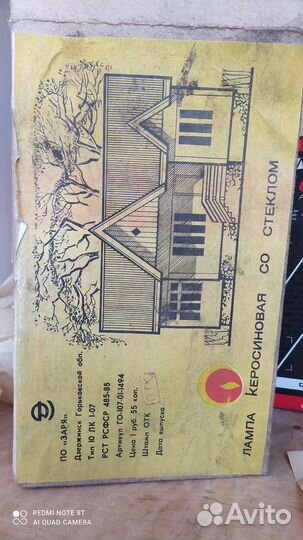 ПО "ЗАРЯ"
Дзержинск Горьковской обл.
Тип 10 ЛК 1-07
РСТ РСФСР 485-85
Артикул ГО-107-01-1494
Цена 1 руб. 55 коп.
Штамп ОТК
Дата выпуска
ЛАМПА КЕРОСИНОВАЯ СО СТЕКЛОМ
REDMI NOTE 8T
AI QUAD CAMERA
Avito